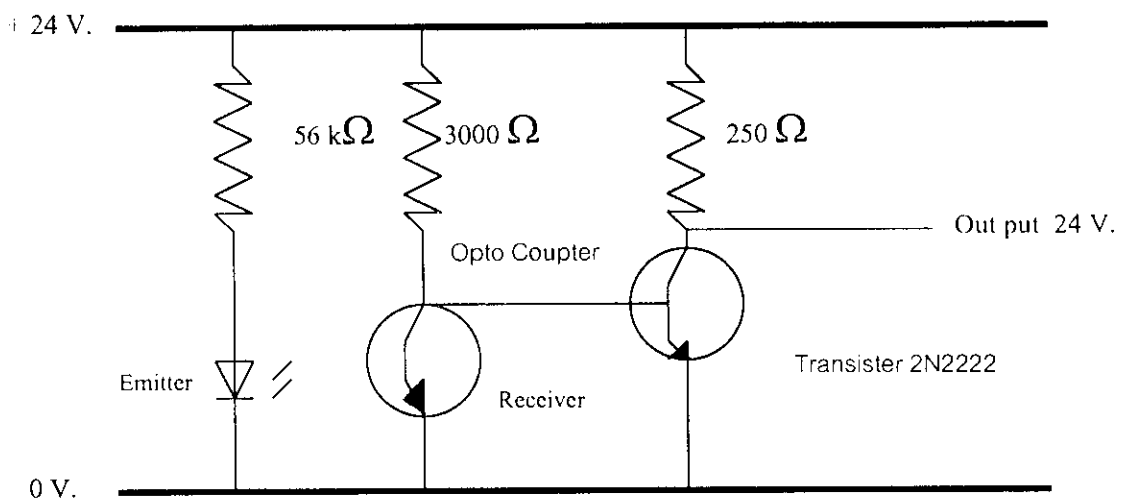 + 24 V.
56 kΩ
3000 Ω
250 Ω
Out put 24 V.
Opto Coupter
Transister 2N2222
Emitter
Receiver
0 V.